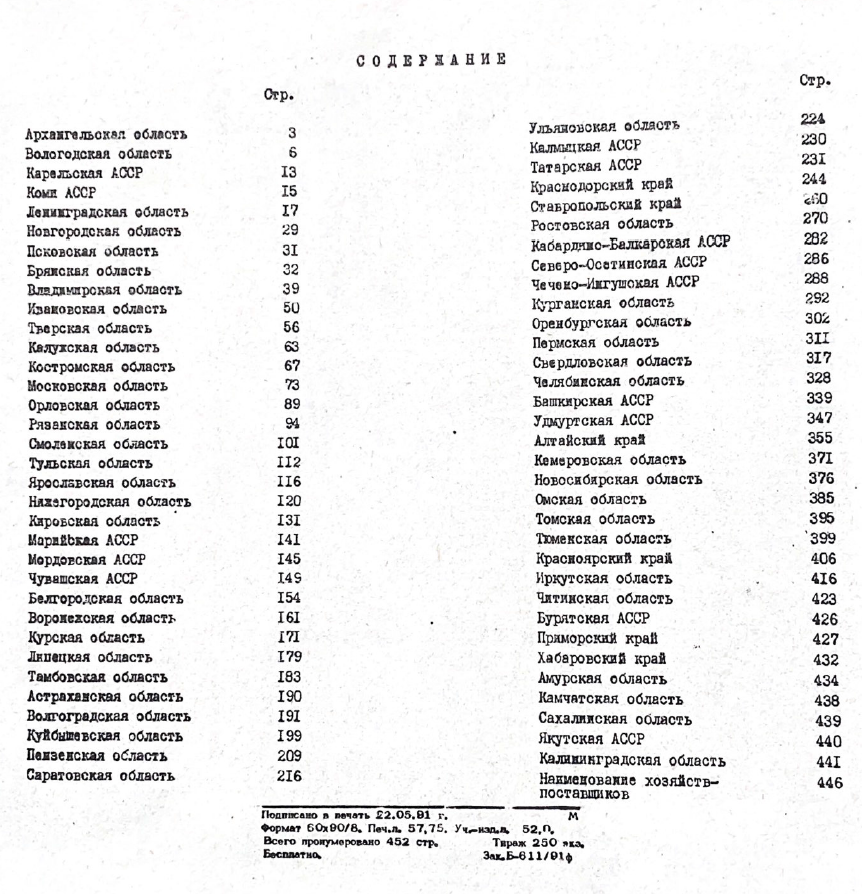 СОДЕРЖАНИЕ
Стр.
Архангельская область 3
Вологодская область 6
Карельская АССР I3
Коми АССР I5
Ленинградская область I7
Новгородская область 29
Псковская область 3I
Брянская область 32
Владимирская область 39
Ивановская область 50
Тверская область 56
Калужская область 63
Костромская область 67
Московская область 73
Орловская область 89
Рязанская область 94
Смоленская область I0I
Тульская область II2
Ярославская область II6
Нижегородская область I20
Кировская область I3I
Марийская АССР I4I
Мордовская АССР I45
Чувашская АССР I49
Белгородская область I54
Воронежская область I6I
Курская область I7I
Липецкая область I79
Тамбовская область I83
Астраханская область I90
Волгоградская область I9I
Куйбышевская область I99
Пензенская область 209
Саратовская область 2I6
Стр.
Ульяновская область 224
Калмыцкая АССР 230
Татарская АССР 23I
Краснодорский край 244
Ставропольский край 260
Ростовская область 270
Кабардино-Балкарская АССР 282
Северо-Осетинская АССР 286
Чечено-Ингушская АССР 288
Курганская область 292
Оренбургская область 302
Пермская область 3II
Свердловская область 3I7
Челябинская область 328
Башкирская АССР 339
Удмуртская АССР 347
Алтайский край 355
Кемеровская область 37I
Новосибирская область 376
Омская область 385
Томская область 395
Тюменская область 399
Красноярский край 406
Иркутская область 4I6
Читинская область 423
Бурятская АССР 426
Приморский край 427
Хабаровский край 432
Амурская область 434
Камчатская область 438
Сахалинская область 439
Якутская АССР 440
Калининградская область 44I
Наименование хозяйств- 446
поставщиков
Подписано в печать 22.05.91 г. М
Формат 60х90/8. Печ.л. 57,75. Уч.-изд.л. 52,0.
Всего пронумеровано 452 стр. Тираж 250 экз.
Бесплатно. Зак.Б-611/91ф